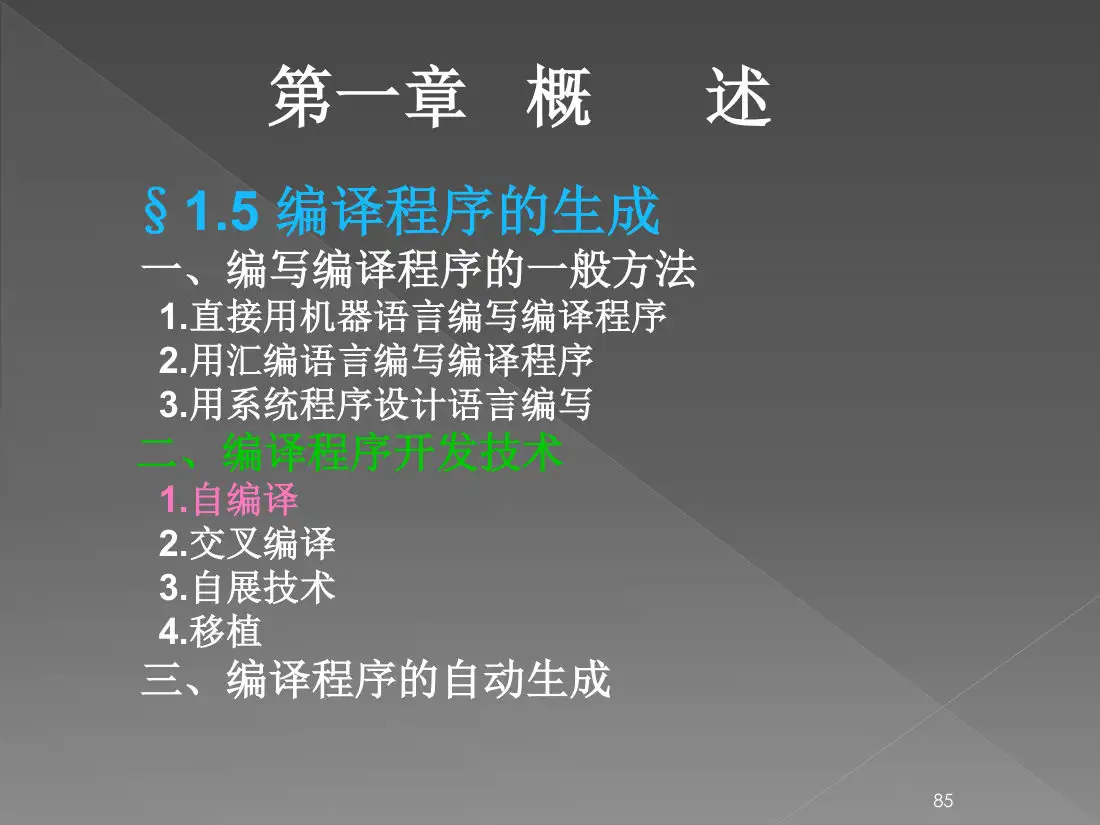 第一章 概 述
§1.5 编译程序的生成
一、编写编译程序的一般方法
1.直接用机器语言编写编译程序
2.用汇编语言编写编译程序
3.用系统程序设计语言编写
二、编译程序开发技术
1.自编译
2.交叉编译
3.自展技术
4.移植
三、编译程序的自动生成
85